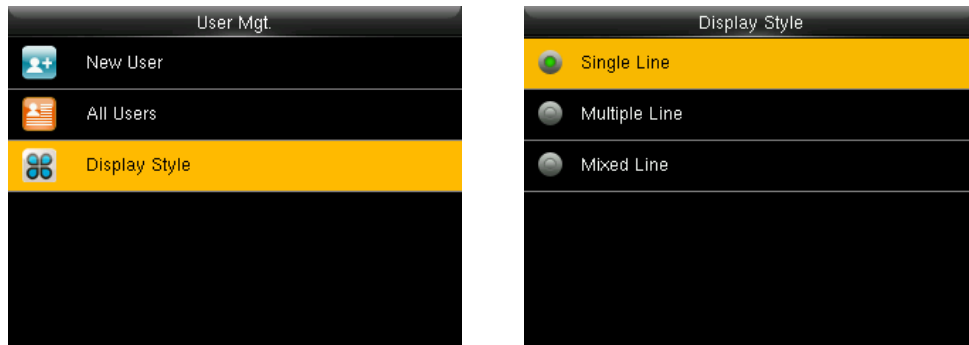 User Mgt.
New User
All Users
Display Style
Display Style
Single Line
Multiple Line
Mixed Line